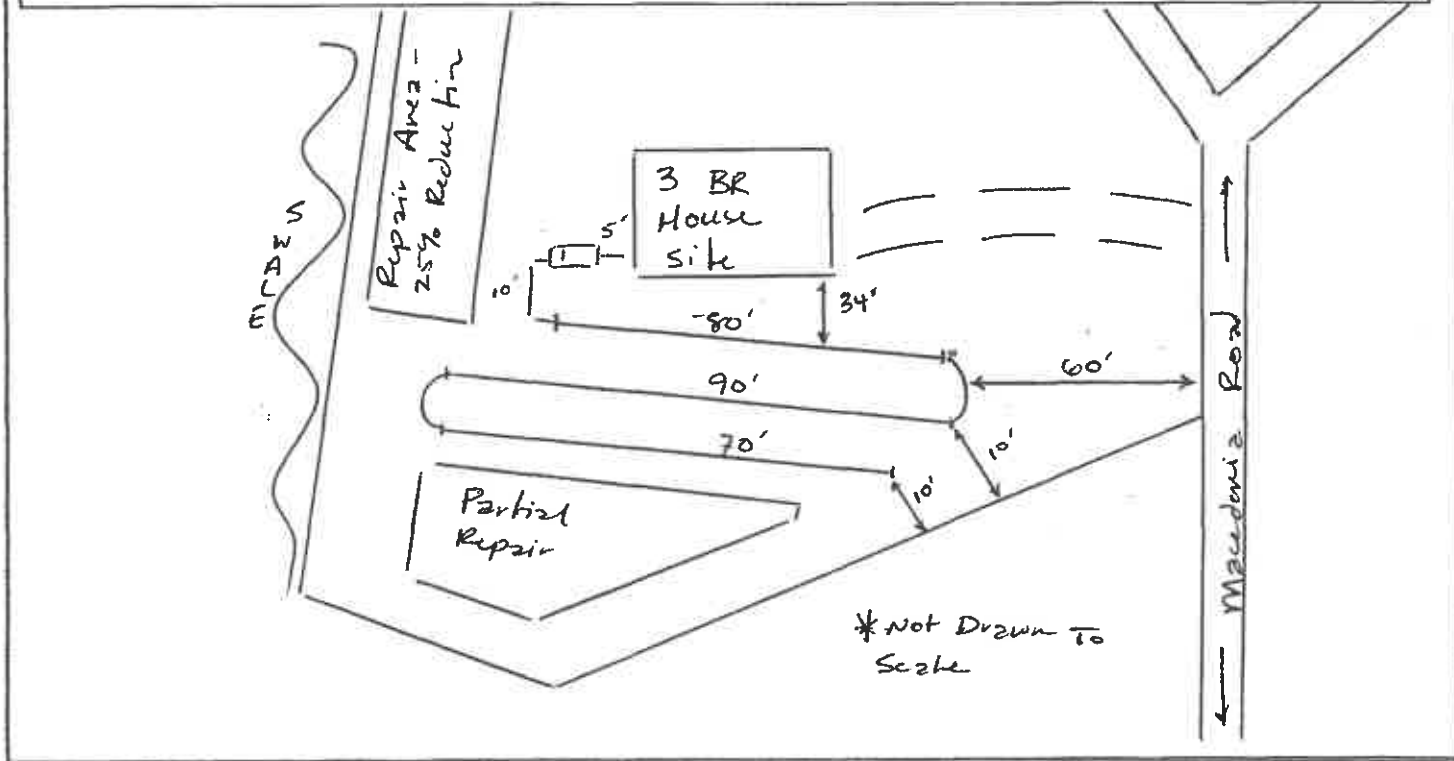 Repair Area -
25% Reduction
SWALE
3 BR
House
Site
5'
10'
34'
80'
90'
60'
70'
10'
10'
Partial
Repair
* Not Drawn To
Scale
Macedonia Road